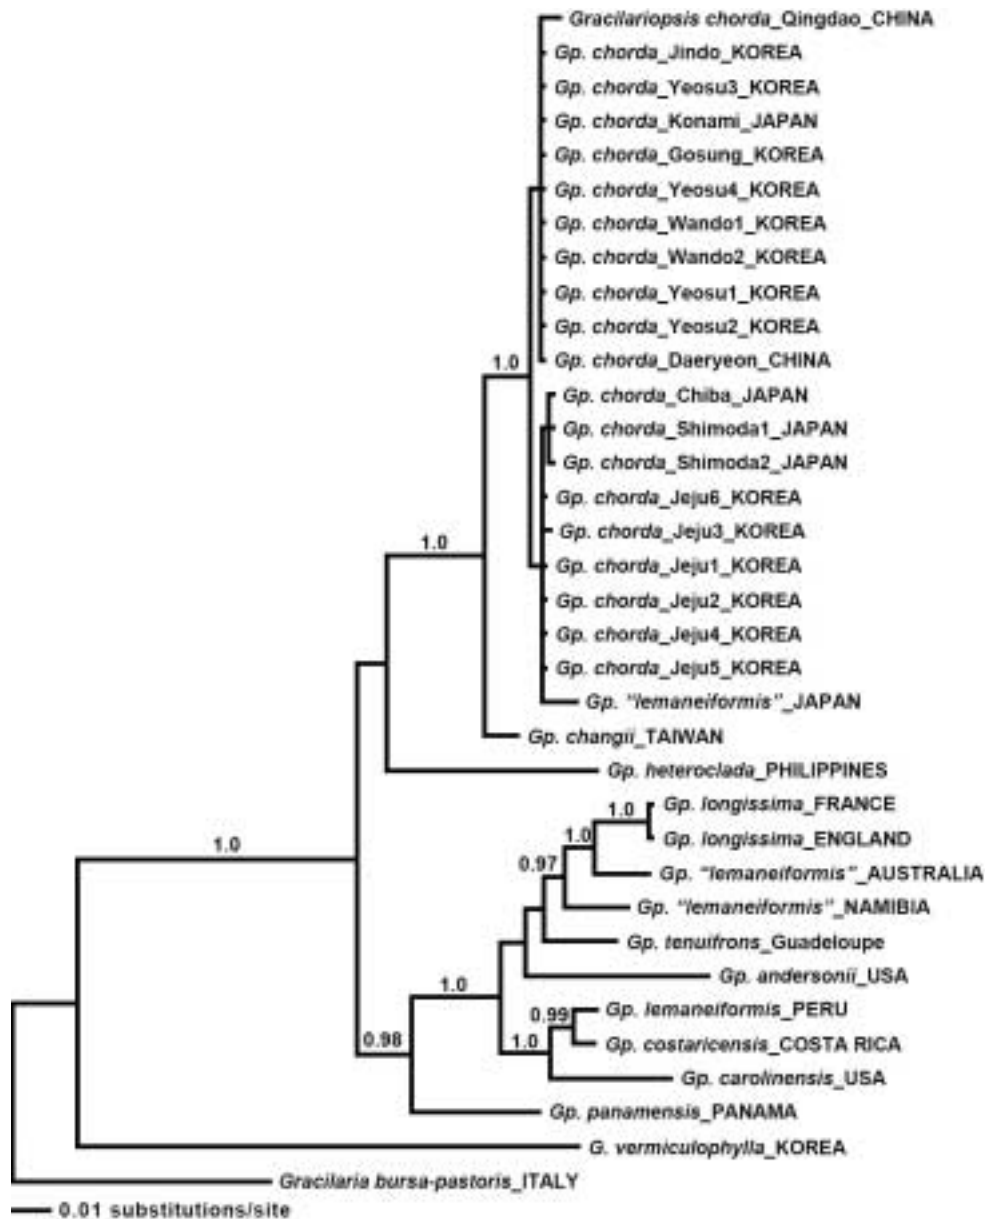 Gracilariopsis chorda_Qingdao_CHINA
Gp. chorda_Jindo_KOREA
Gp. chorda_Yeosu3_KOREA
Gp. chorda_Konami_JAPAN
Gp. chorda_Gosung_KOREA
Gp. chorda_Yeosu4_KOREA
Gp. chorda_Wando1_KOREA
Gp. chorda_Wando2_KOREA
Gp. chorda_Yeosu1_KOREA
Gp. chorda_Yeosu2_KOREA
Gp. chorda_Daeryeon_CHINA
1.0
Gp. chorda_Chiba_JAPAN
Gp. chorda_Shimoda1_JAPAN
Gp. chorda_Shimoda2_JAPAN
Gp. chorda_Jeju6_KOREA
Gp. chorda_Jeju3_KOREA
1.0
Gp. chorda_Jeju1_KOREA
Gp. chorda_Jeju2_KOREA
Gp. chorda_Jeju4_KOREA
Gp. chorda_Jeju5_KOREA
Gp. "lemaneiformis"_JAPAN
Gp. changii_TAIWAN
Gp. heteroclada_PHILIPPINES
Gp. longissima_FRANCE
1.0
Gp. longissima_ENGLAND
1.0
1.0
0.97
Gp. "lemaneiformis"_AUSTRALIA
Gp. "lemaneiformis"_NAMIBIA
Gp. tenuifrons_Guadeloupe
Gp. andersonii_USA
1.0
Gp. lemaneiformis_PERU
0.99
0.98
1.0
Gp. costaricensis_COSTA RICA
Gp. carolinensis_USA
Gp. panamensis_PANAMA
G. vermiculophylla_KOREA
Gracilaria bursa-pastoris_ITALY
0.01 substitutions/site